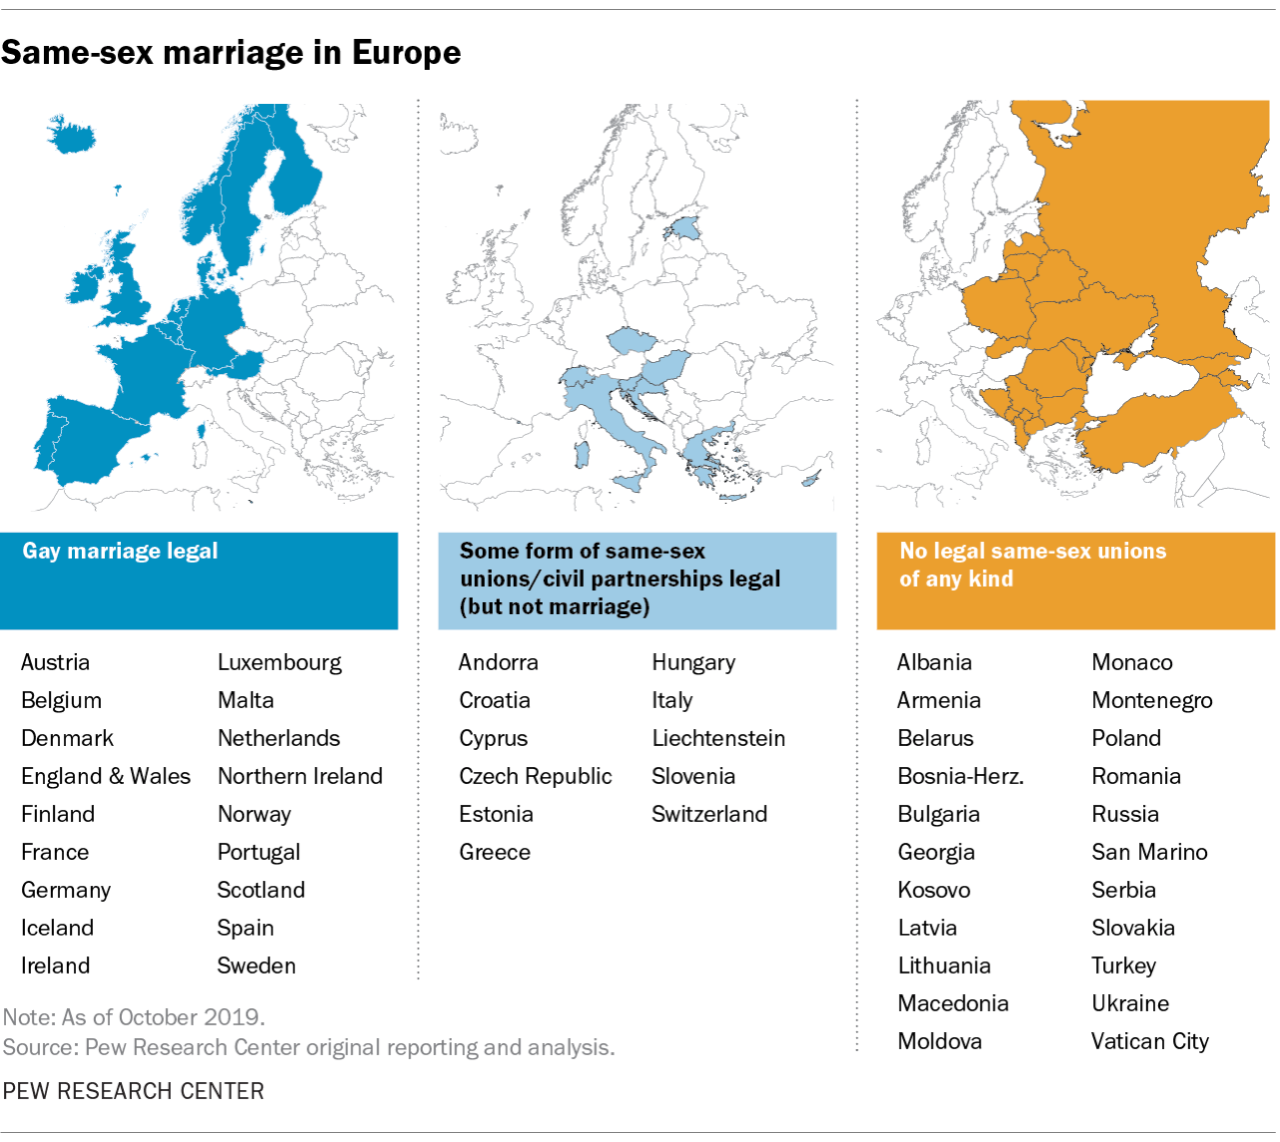 Same-sex marriage in Europe
Gay marriage legal
Austria
Belgium
Denmark
England & Wales
Finland
France
Germany
Iceland
Ireland
Luxembourg
Malta
Netherlands
Northern Ireland
Norway
Portugal
Scotland
Spain
Sweden
Some form of same-sex
unions/civil partnerships legal
(but not marriage)
Andorra
Croatia
Cyprus
Czech Republic
Estonia
Greece
Hungary
Italy
Liechtenstein
Slovenia
Switzerland
No legal same-sex unions
of any kind
Albania
Armenia
Belarus
Bosnia-Herz.
Bulgaria
Georgia
Kosovo
Latvia
Lithuania
Macedonia
Moldova
Monaco
Montenegro
Poland
Romania
Russia
San Marino
Serbia
Slovakia
Turkey
Ukraine
Vatican City
Note: As of October 2019.
Source: Pew Research Center original reporting and analysis.
PEW RESEARCH CENTER